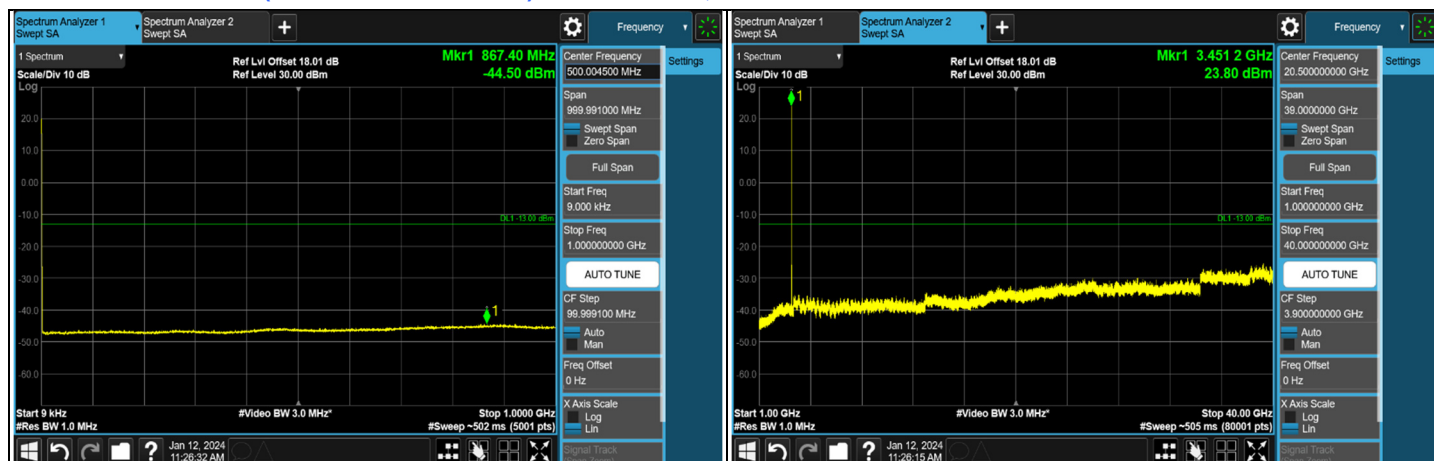 Spectrum Analyzer 1
Swept SA
Spectrum Analyzer 2
Swept SA
Frequency
1 Spectrum
Scale/Div 10 dB
Log
Ref Lvl Offset 18.01 dB
Ref Level 30.00 dBm
Mkr1 867.40 MHz
-44.50 dBm
1
20.0
10.0
0.00
-10.0
-20.0
-30.0
-40.0
-50.0
-60.0
DL1 -13.00 dBm
Start 9 kHz
#Res BW 1.0 MHz
#Video BW 3.0 MHz*
Stop 1.0000 GHz
#Sweep ~502 ms (5001 pts)
Center Frequency
500.004500 MHz
Span
999.991000 MHz
Swept Span
Zero Span
Full Span
Start Freq
9.000 kHz
Stop Freq
1.000000000 GHz
AUTO TUNE
CF Step
99.999100 MHz
Auto
Man
Freq Offset
0 Hz
X Axis Scale
Log
Lin
Signal Track
Settings
?
Jan 12, 2024
11:26:32 AM
Spectrum Analyzer 1
Swept SA
Spectrum Analyzer 2
Swept SA
Frequency
1 Spectrum
Scale/Div 10 dB
Log
Ref Lvl Offset 18.01 dB
Ref Level 30.00 dBm
Mkr1 3.451 2 GHz
23.80 dBm
1
20.0
10.0
0.00
-10.0
-20.0
-30.0
-40.0
-50.0
-60.0
DL1 -13.00 dBm
Start 1.00 GHz
#Res BW 1.0 MHz
#Video BW 3.0 MHz*
Stop 40.00 GHz
#Sweep ~505 ms (80001 pts)
Center Frequency
20.500000000 GHz
Span
39.0000000 GHz
Swept Span
Zero Span
Full Span
Start Freq
1.000000000 GHz
Stop Freq
40.000000000 GHz
AUTO TUNE
CF Step
3.900000000 GHz
Auto
Man
Freq Offset
0 Hz
X Axis Scale
Log
Lin
Signal Track
Settings
?
Jan 12, 2024
11:26:15 AM